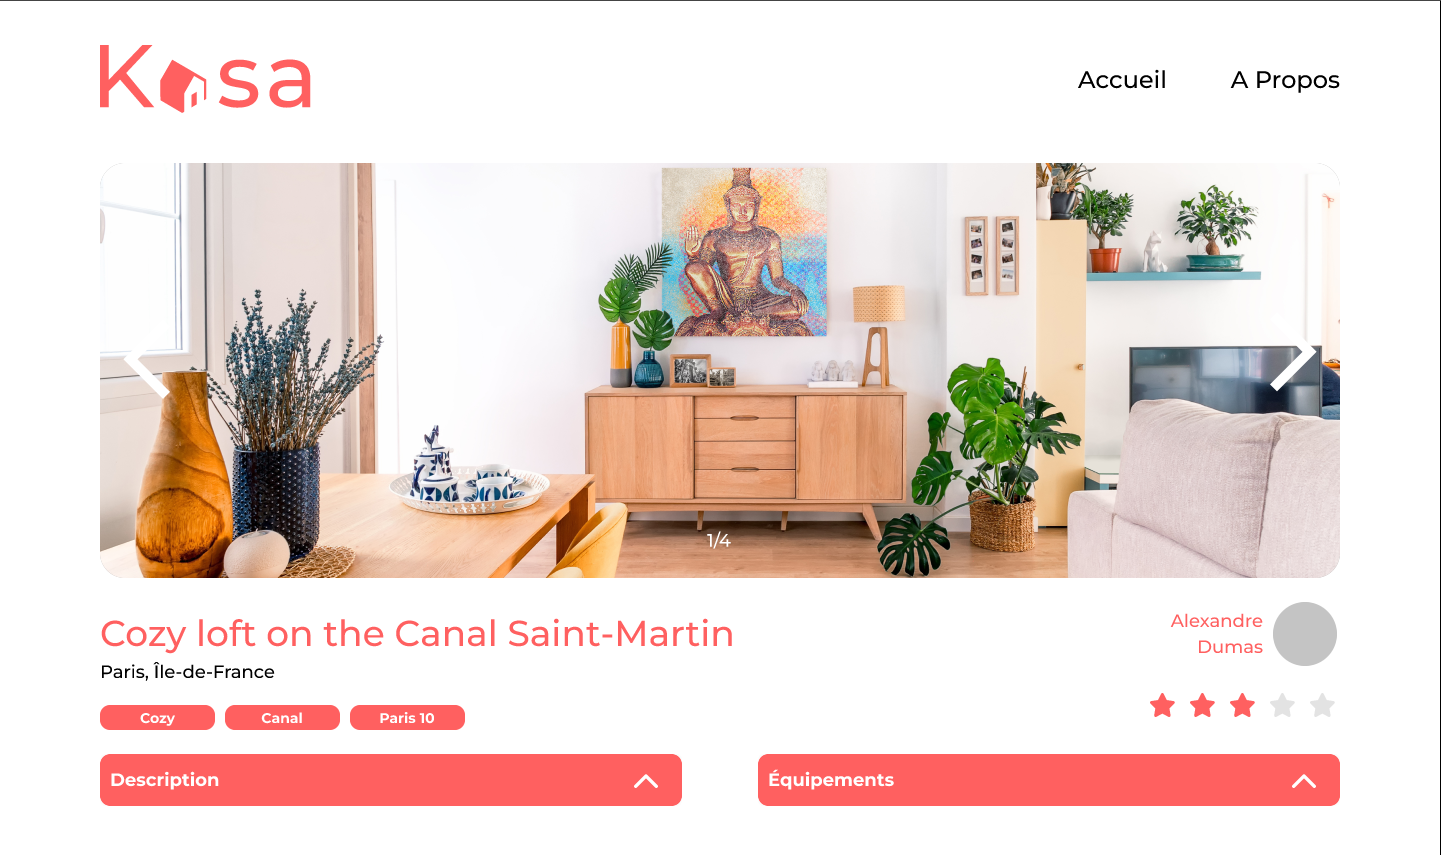 Kasa
Accueil
A Propos
1/4
Cozy loft on the Canal Saint-Martin
Paris, Île-de-France
Cozy
Canal
Paris 10
Alexandre
Dumas
Description
Équipements